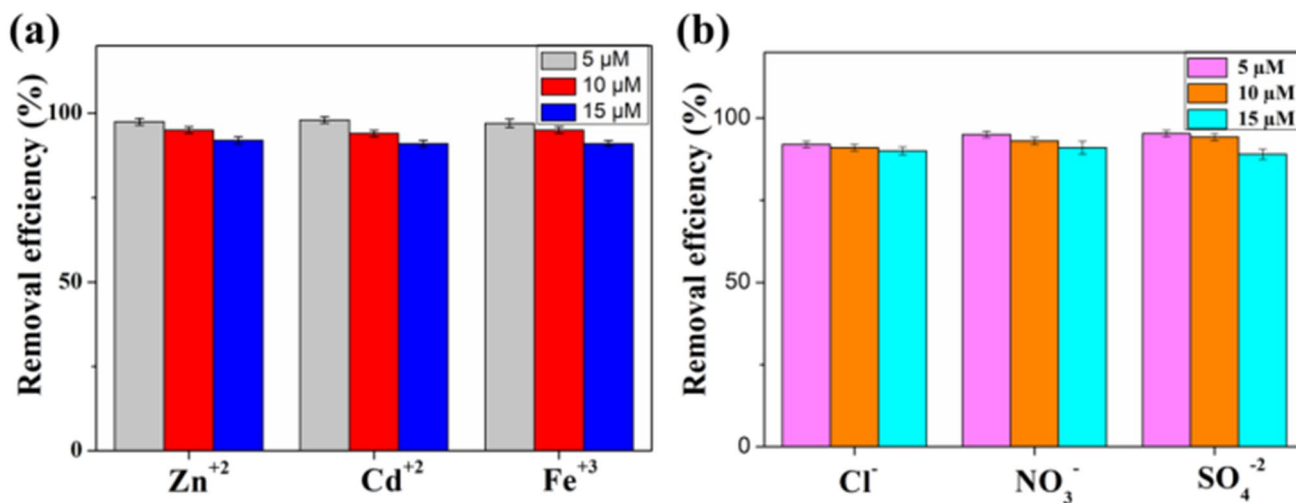 (a)
Removal effciency (%)
100
50
0
5 µM
10 µM
15 µM
Zn⁺²
Cd⁺²
Fe⁺³
(b)
Removal effciency (%)
100
50
0
5 µM
10 µM
15 µM
Cl⁻
NO₃⁻
SO₄⁻²